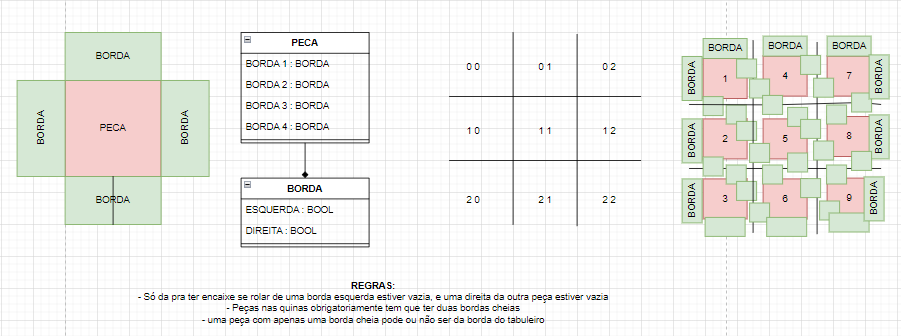 BORDA
BORDA
PECA
BORDA
BORDA
PECA
BORDA 1 : BORDA
BORDA 2 : BORDA
BORDA 3 : BORDA
BORDA 4 : BORDA
BORDA
ESQUERDA : BOOL
DIREITA : BOOL
0 0
0 1
0 2
1 0
1 1
1 2
2 0
2 1
2 2
BORDA
BORDA
BORDA
BORDA
1
4
7
BORDA
BORDA
2
5
8
BORDA
BORDA
3
6
9
BORDA
REGRAS:
- Só da pra ter encaixe se rolar de uma borda esquerda estiver vazia, e uma direita da outra peça estiver vazia
- Peças nas quinas obrigatoriamente tem que ter duas bordas cheias
- uma peça com apenas uma borda cheia pode ou não ser da borda do tabuleiro